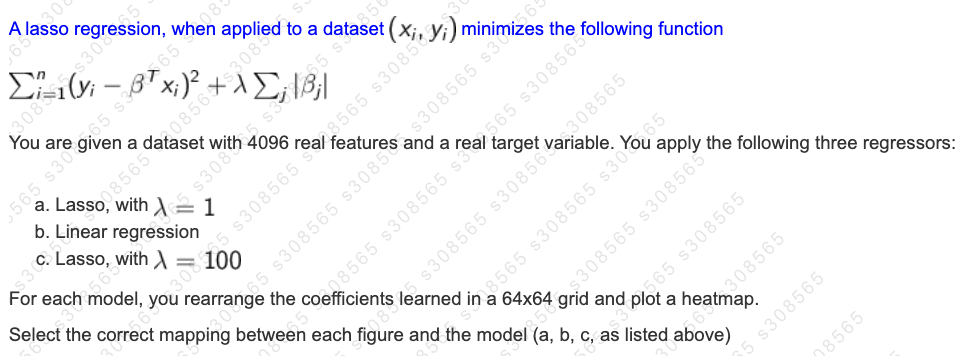 A lasso regression, when applied to a dataset (xᵢ, yᵢ) minimizes the following function
∑ⁿᵢ₌₁(yᵢ − βᵀxᵢ)² + λ ∑ⱼ |βⱼ|
You are given a dataset with 4096 real features and a real target variable. You apply the following three regressors:
a. Lasso, with λ = 1
b. Linear regression
c. Lasso, with λ = 100
For each model, you rearrange the coefficients learned in a 64x64 grid and plot a heatmap.
Select the correct mapping between each figure and the model (a, b, c, as listed above)
s308565